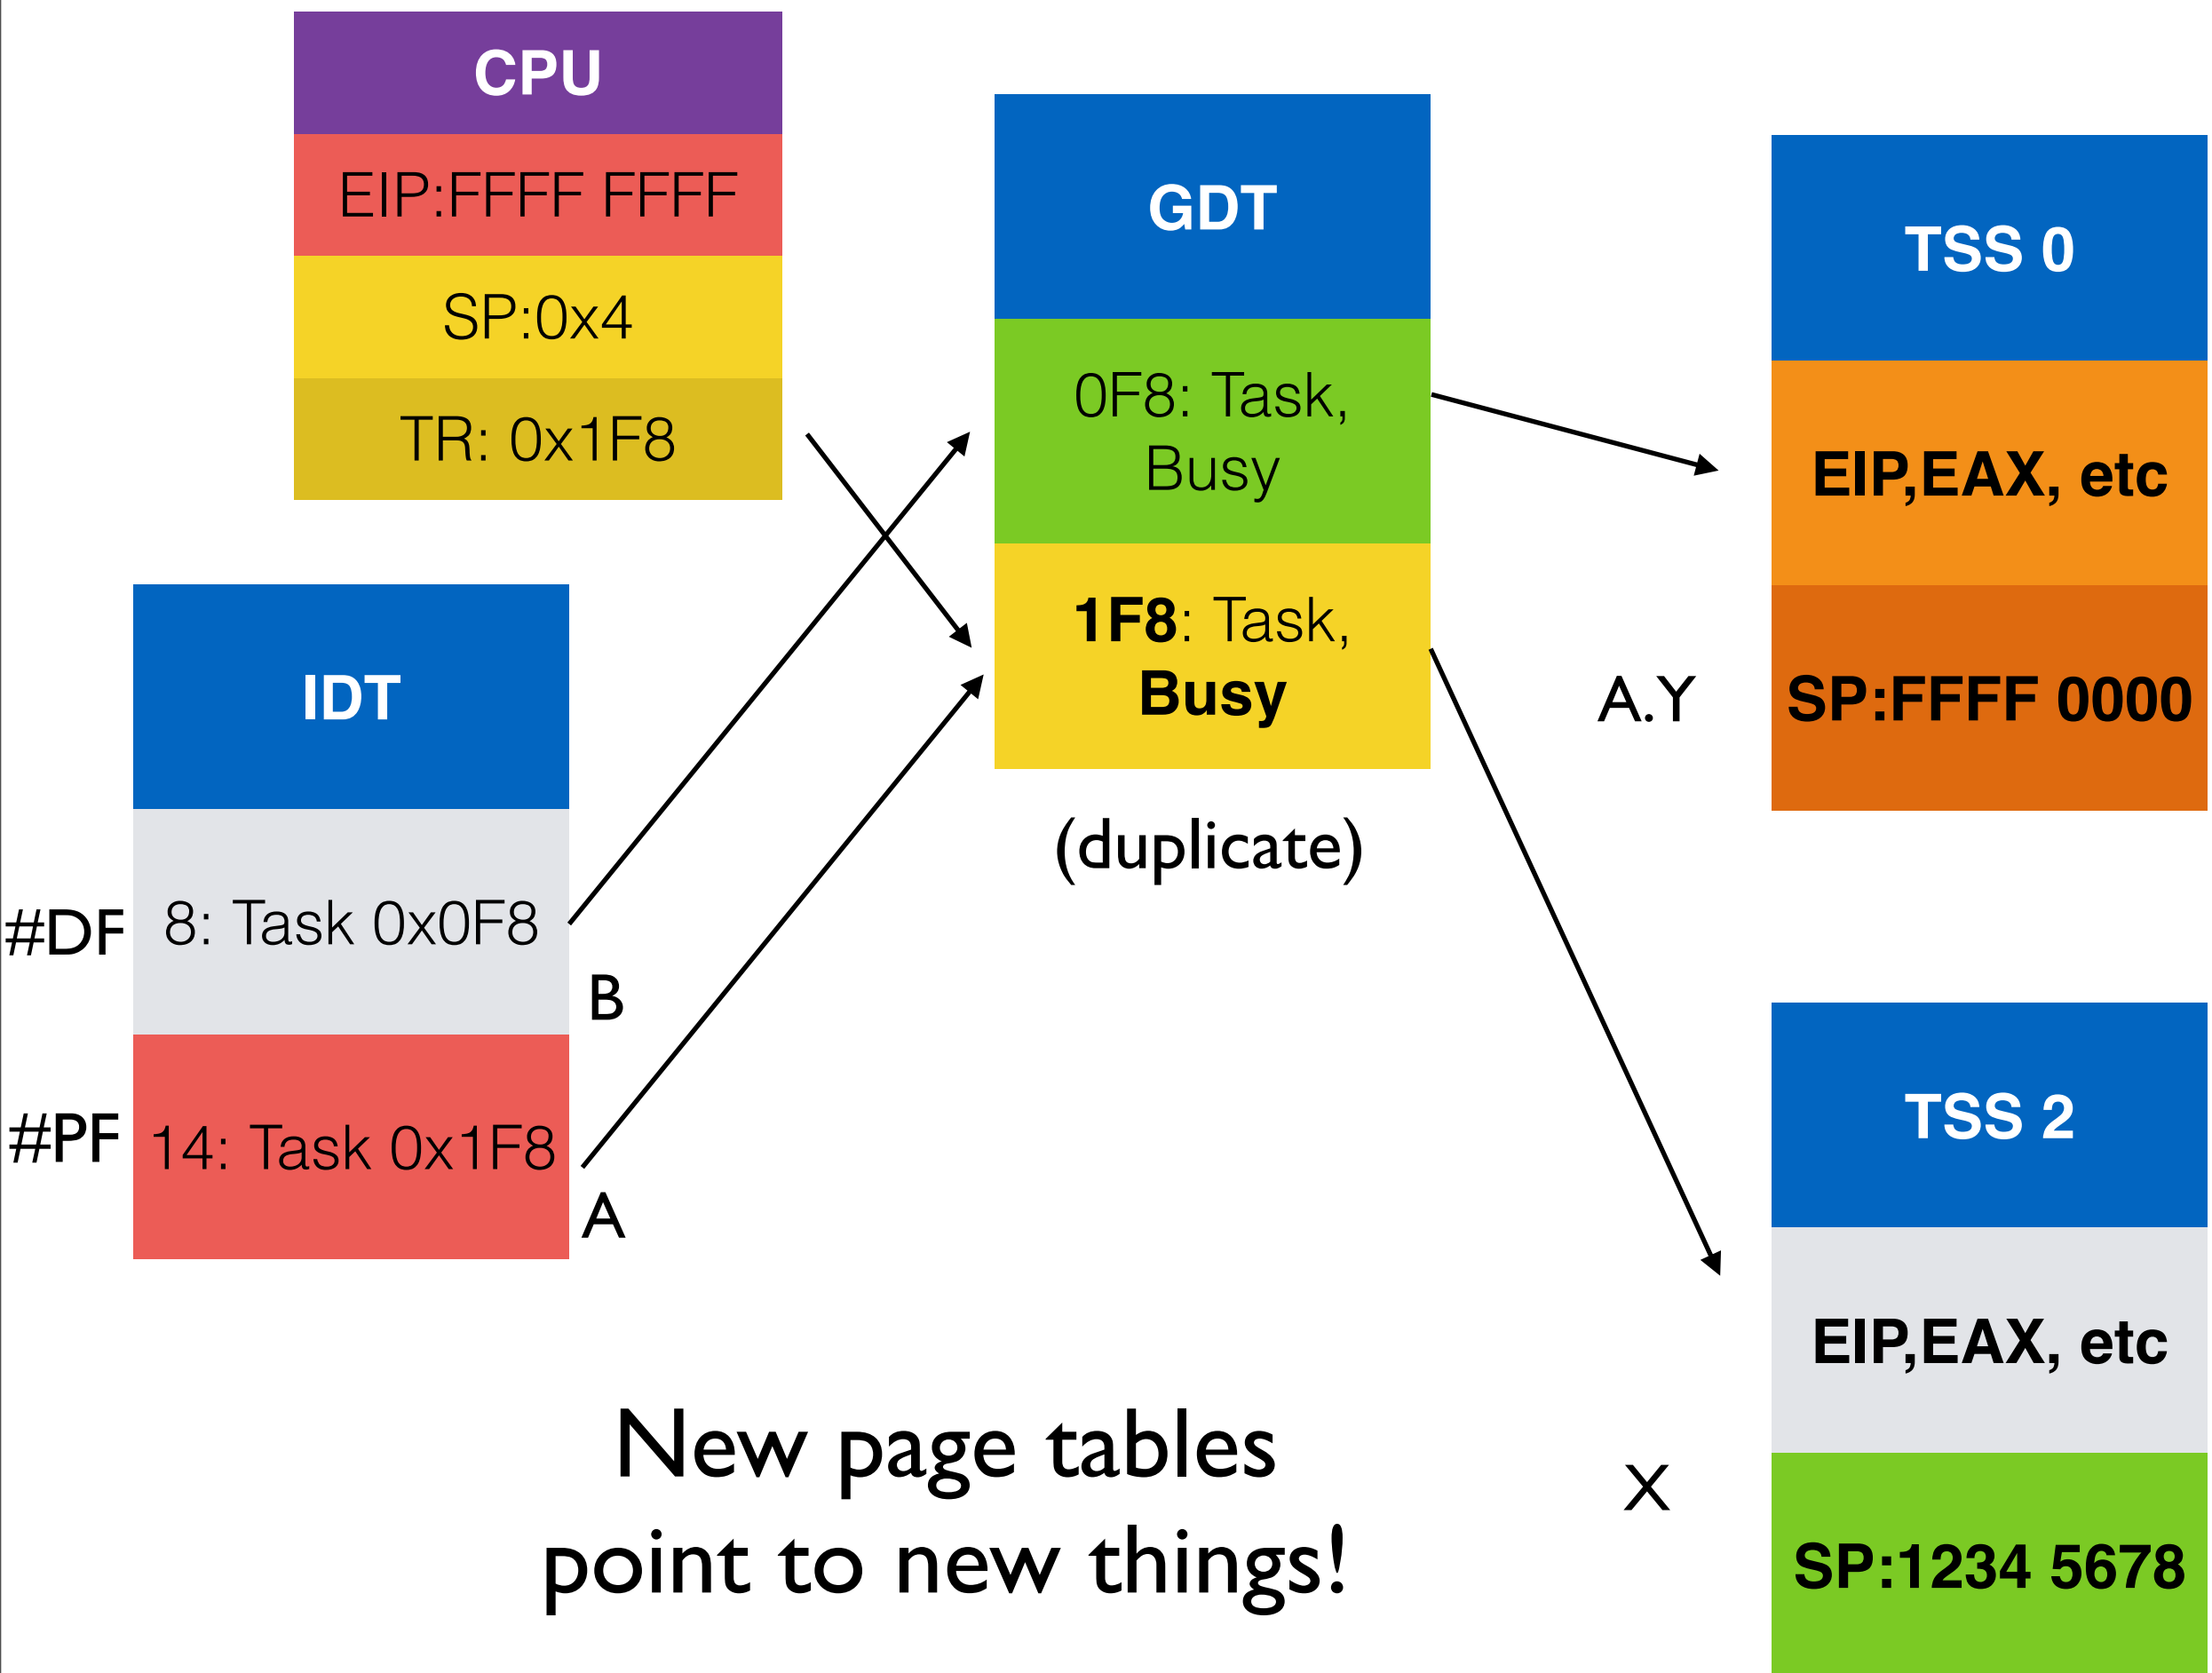 CPU
EIP:FFFF FFFF
SP:0x4
TR: 0x1F8
IDT
#DF
8: Task 0x0F8
B
#PF
14: Task 0x1F8
A
GDT
0F8: Task,
Busy
1F8: Task,
Busy
(duplicate)
TSS 0
EIP,EAX, etc
A.Y
SP:FFFF 0000
TSS 2
EIP,EAX, etc
X
SP:1234 5678
New page tables
point to new things!